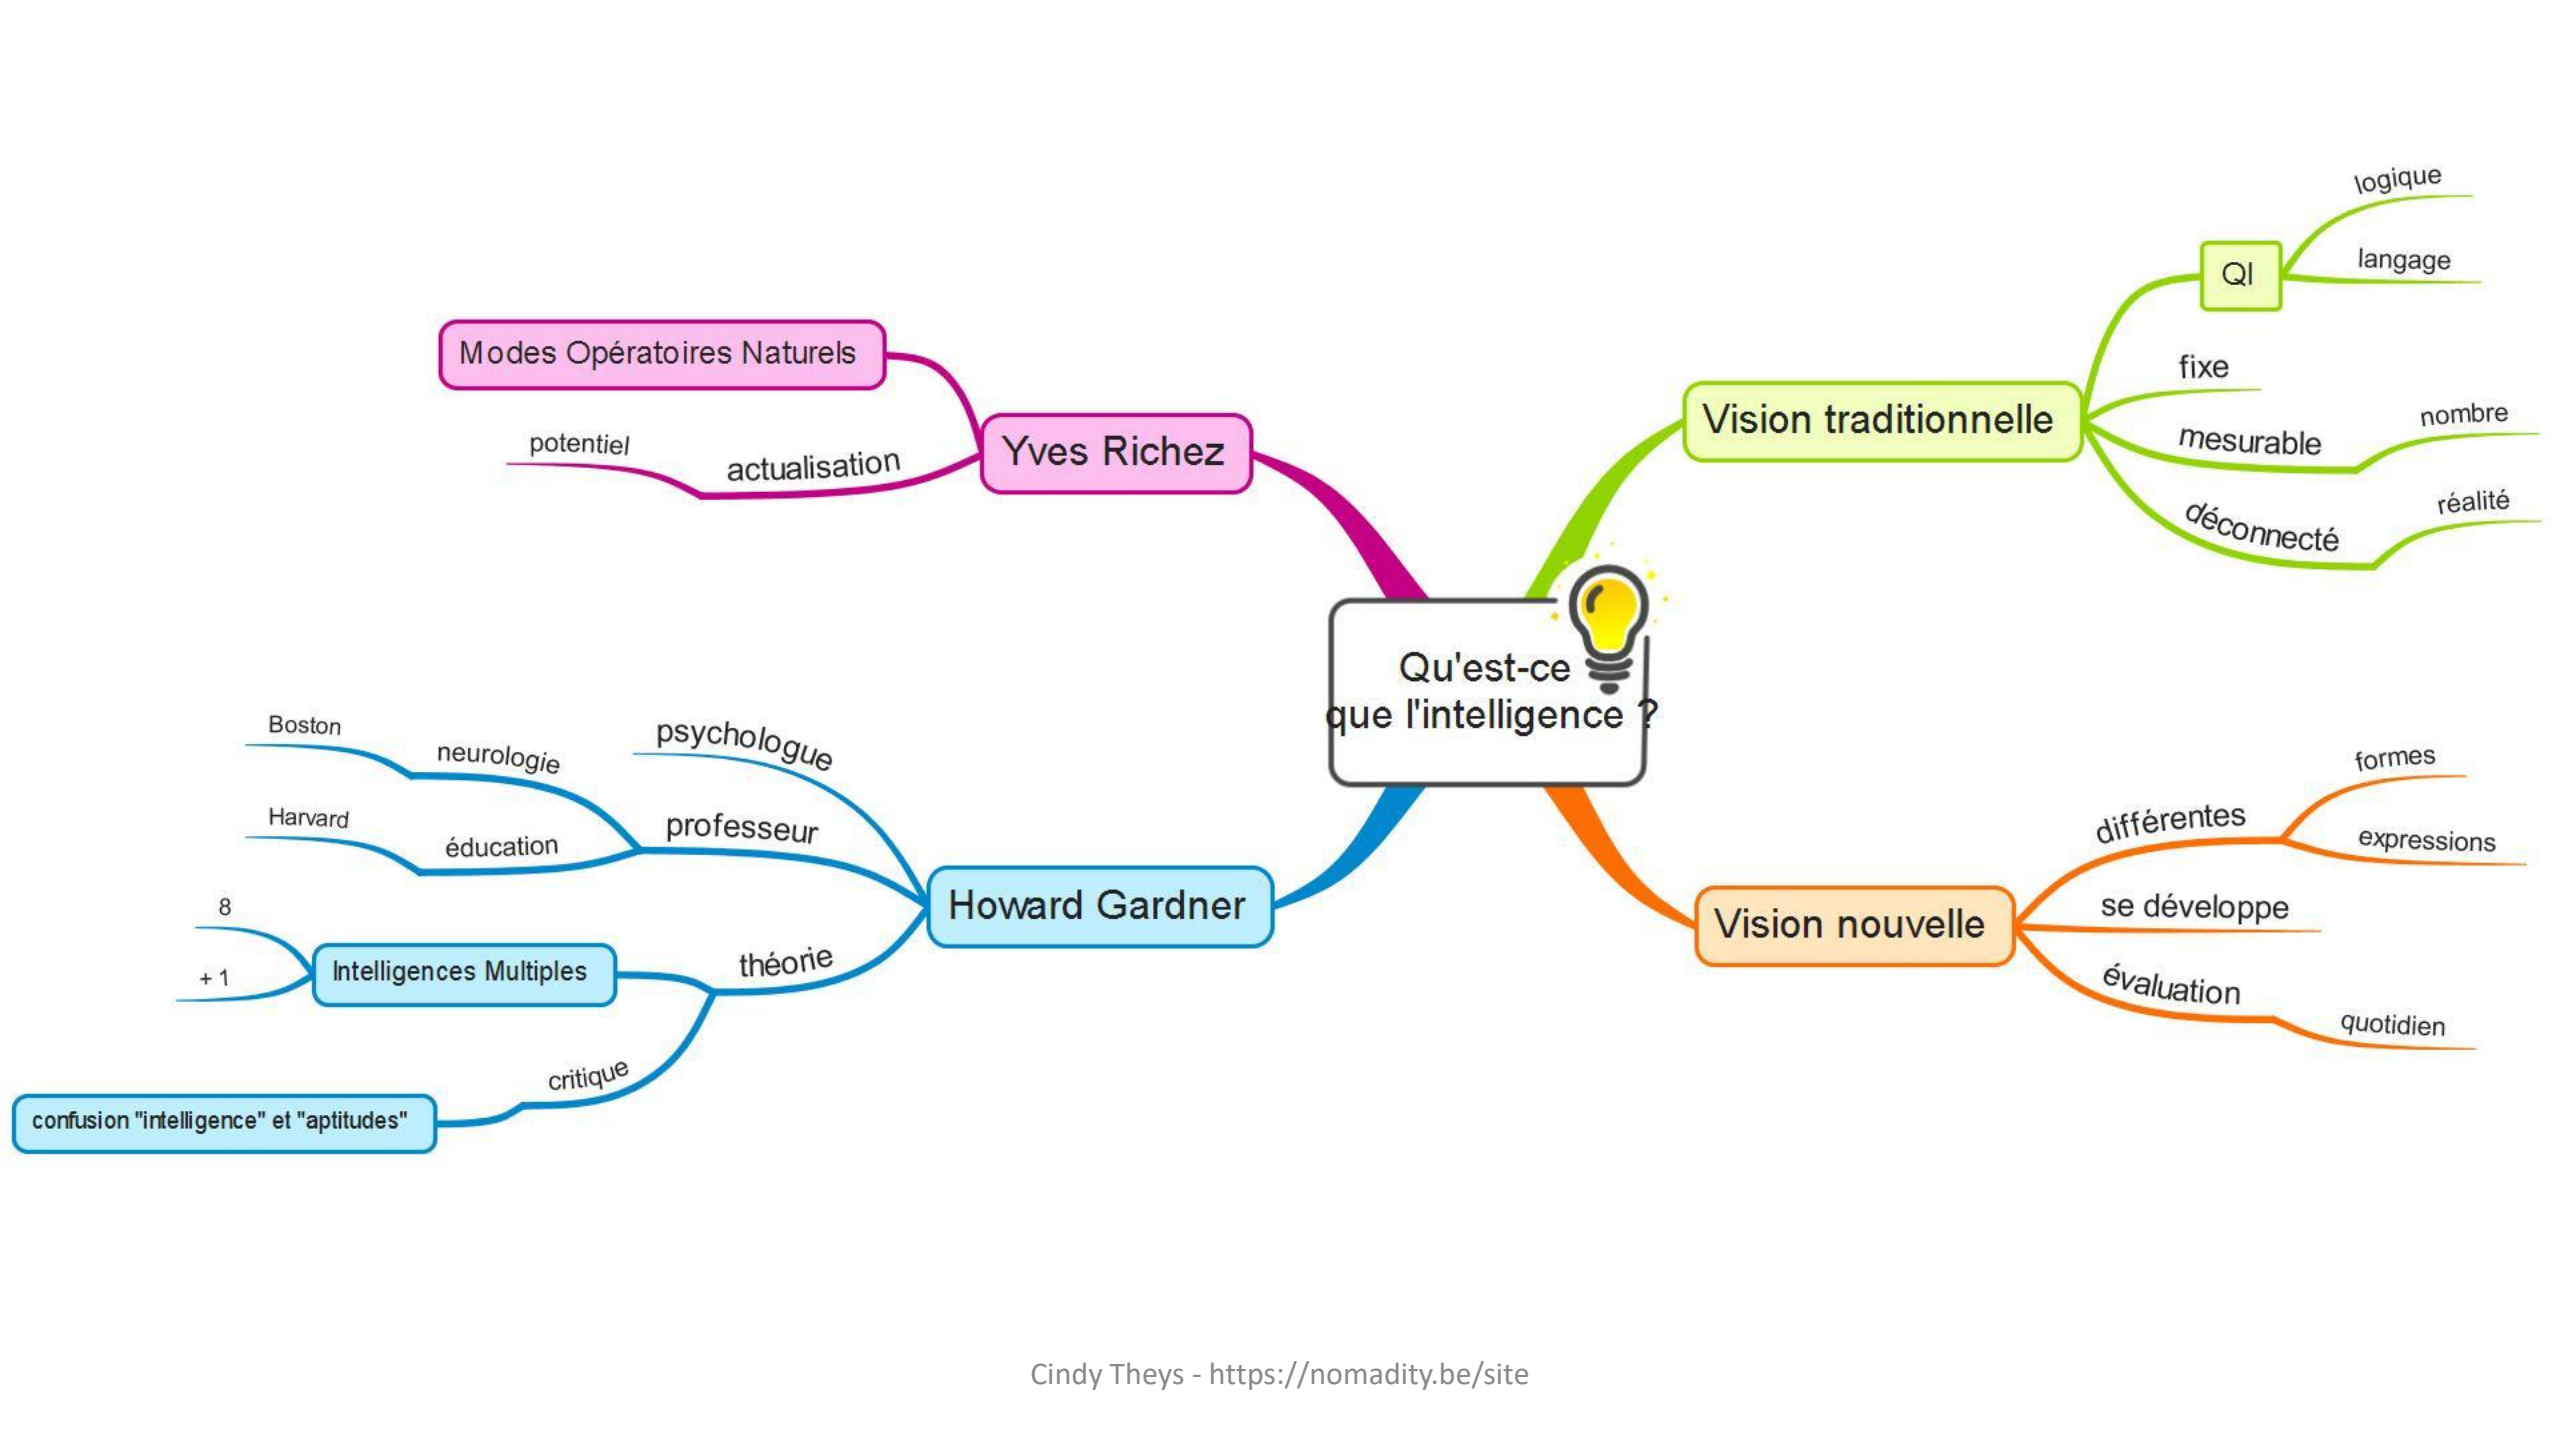 Qu'est-ce
que l'intelligence ?
Vision traditionnelle
QI
logique
langage
fixe
mesurable
nombre
déconnecté
réalité
Vision nouvelle
différentes
formes
expressions
se développe
évaluation
quotidien
Howard Gardner
psychologue
professeur
neurologie
Boston
éducation
Harvard
théorie
Intelligences Multiples
8
+ 1
critique
confusion "intelligence" et "aptitudes"
Yves Richez
Modes Opératoires Naturels
actualisation
potentiel
Cindy Theys - https://nomadity.be/site